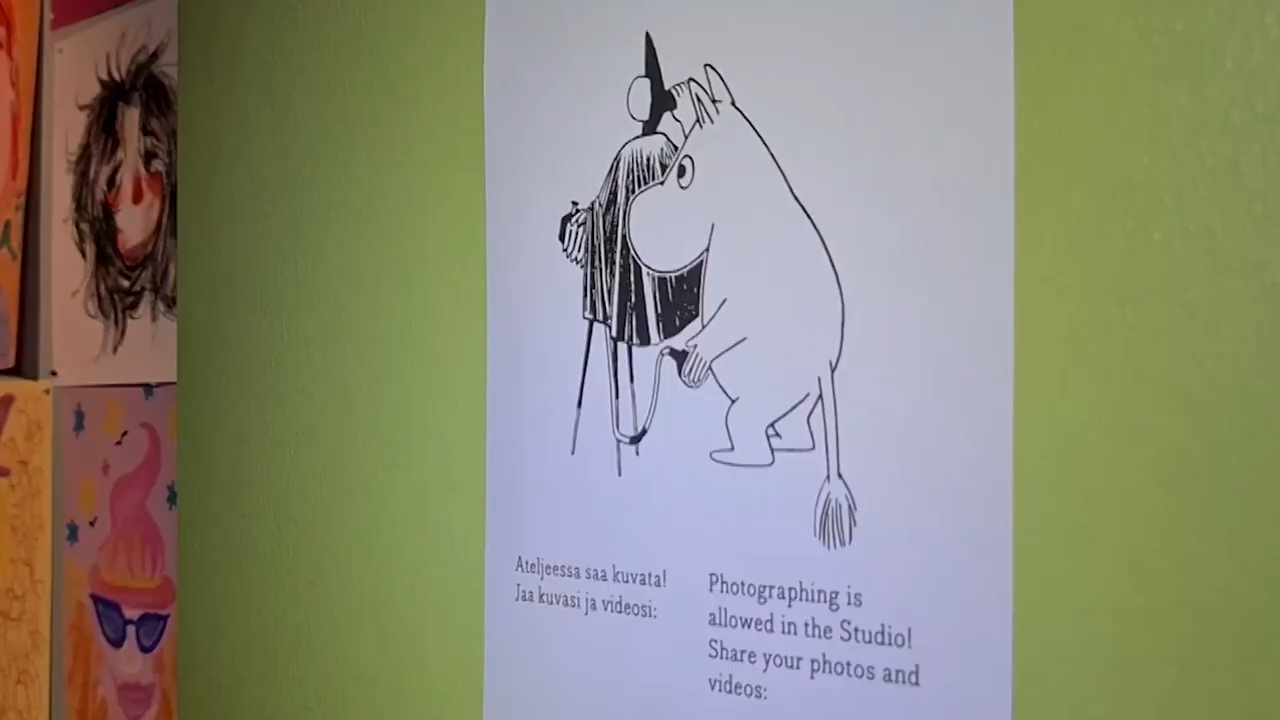 Ateljeessa saa kuvata!
Jaa kuvasi ja videosi:
Photographing is
allowed in the Studio!
Share your photos and
videos: